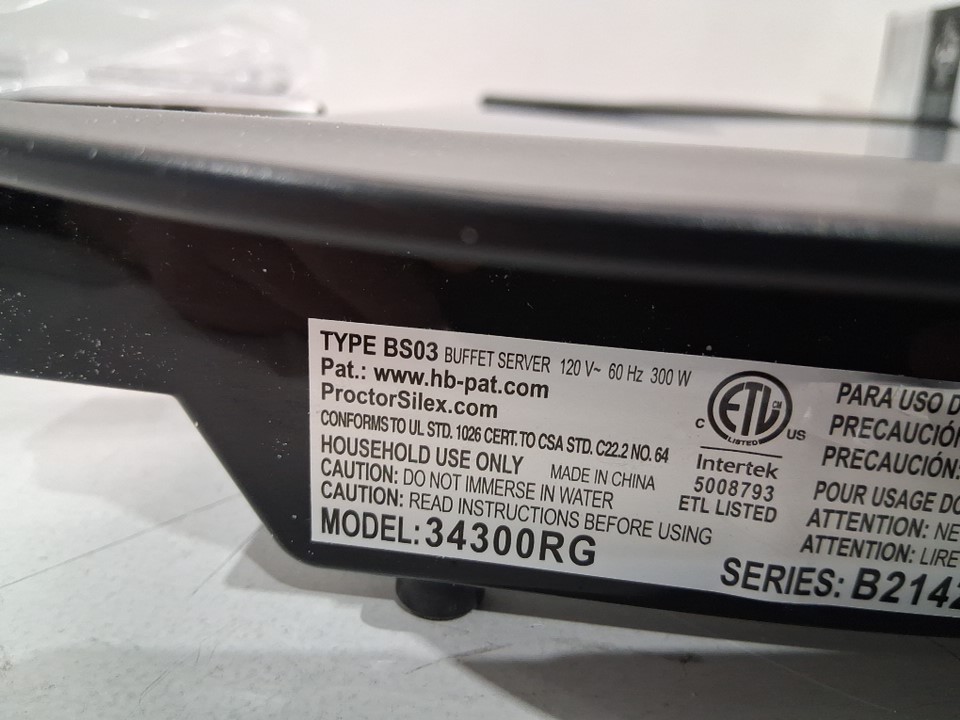 TYPE BS03 BUFFET SERVER 120 V~ 60 Hz 300 W
Pat.: www.hb-pat.com
ProctorSilex.com
CONFORMS TO UL STD. 1026 CERT. TO CSA STD. C22.2 NO. 64
HOUSEHOLD USE ONLY MADE IN CHINA
CAUTION: DO NOT IMMERSE IN WATER
CAUTION: READ INSTRUCTIONS BEFORE USING
MODEL: 34300RG
ETL CM
LISTED
C US
Intertek
5008793
ETL LISTED
PARA USO D
PRECAUCIÓN
PRECAUCIÓN:
POUR USAGE DO
ATTENTION: NE
ATTENTION: LIRE
SERIES: B2142